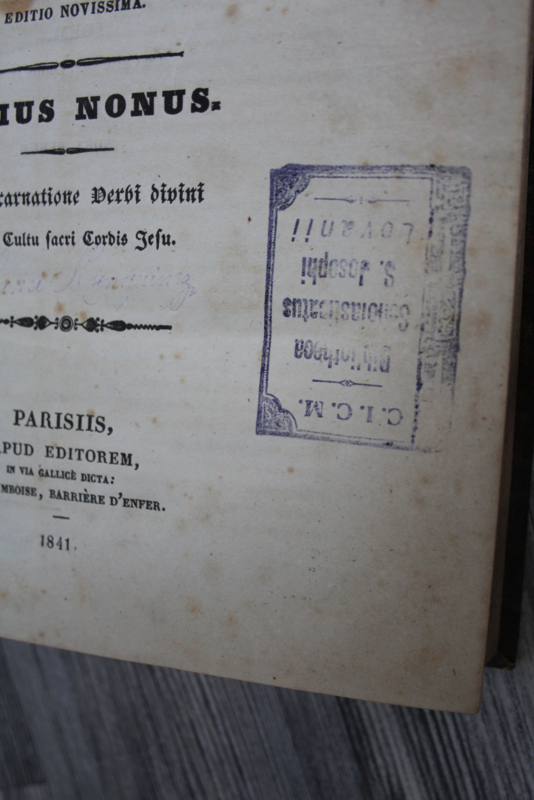 EDITIO NOVISSIMA.
IUS NONUS.
carnatione Verbi divini
Cultu sacri Cordis Jesu.
PARISIIS,
APUD EDITOREM,
IN VIA GALLICÈ DICTA:
MBOISE, BARRIÈRE D'ENFER.
1841.
C. I. C. M.
Bibliotheca
Scholasticatus
S. Josephi
Lovanii